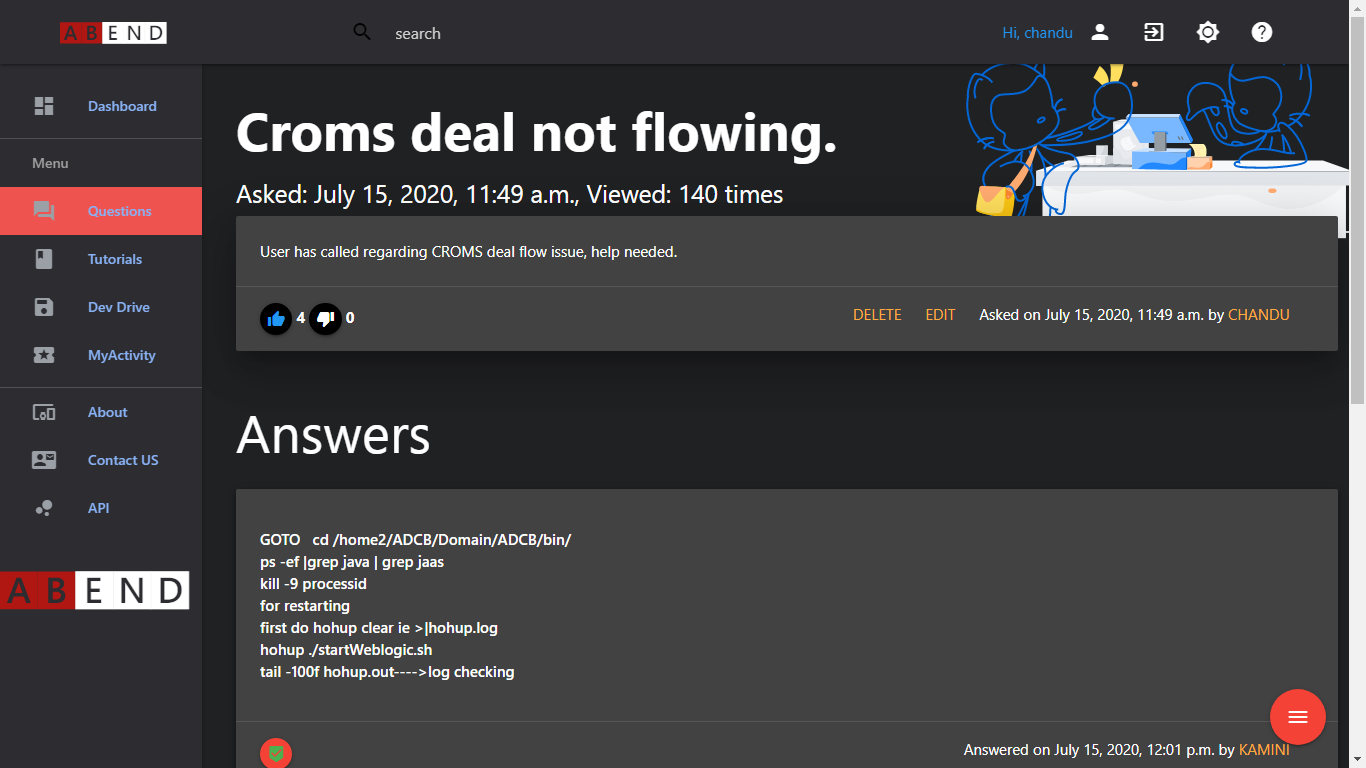 ABEND
search
Hi, chandu
Dashboard
Menu
Questions
Tutorials
Dev Drive
MyActivity
About
Contact US
API
ABEND
Croms deal not flowing.
Asked: July 15, 2020, 11:49 a.m., Viewed: 140 times
User has called regarding CROMS deal flow issue, help needed.
4 0
DELETE EDIT Asked on July 15, 2020, 11:49 a.m. by CHANDU
Answers
GOTO cd /home2/ADCB/Domain/ADCB/bin/
ps -ef |grep java | grep jaas
kill -9 processid
for restarting
first do hohup clear ie >|hohup.log
hohup ./startWeblogic.sh
tail -100f hohup.out---->log checking
Answered on July 15, 2020, 12:01 p.m. by KAMINI